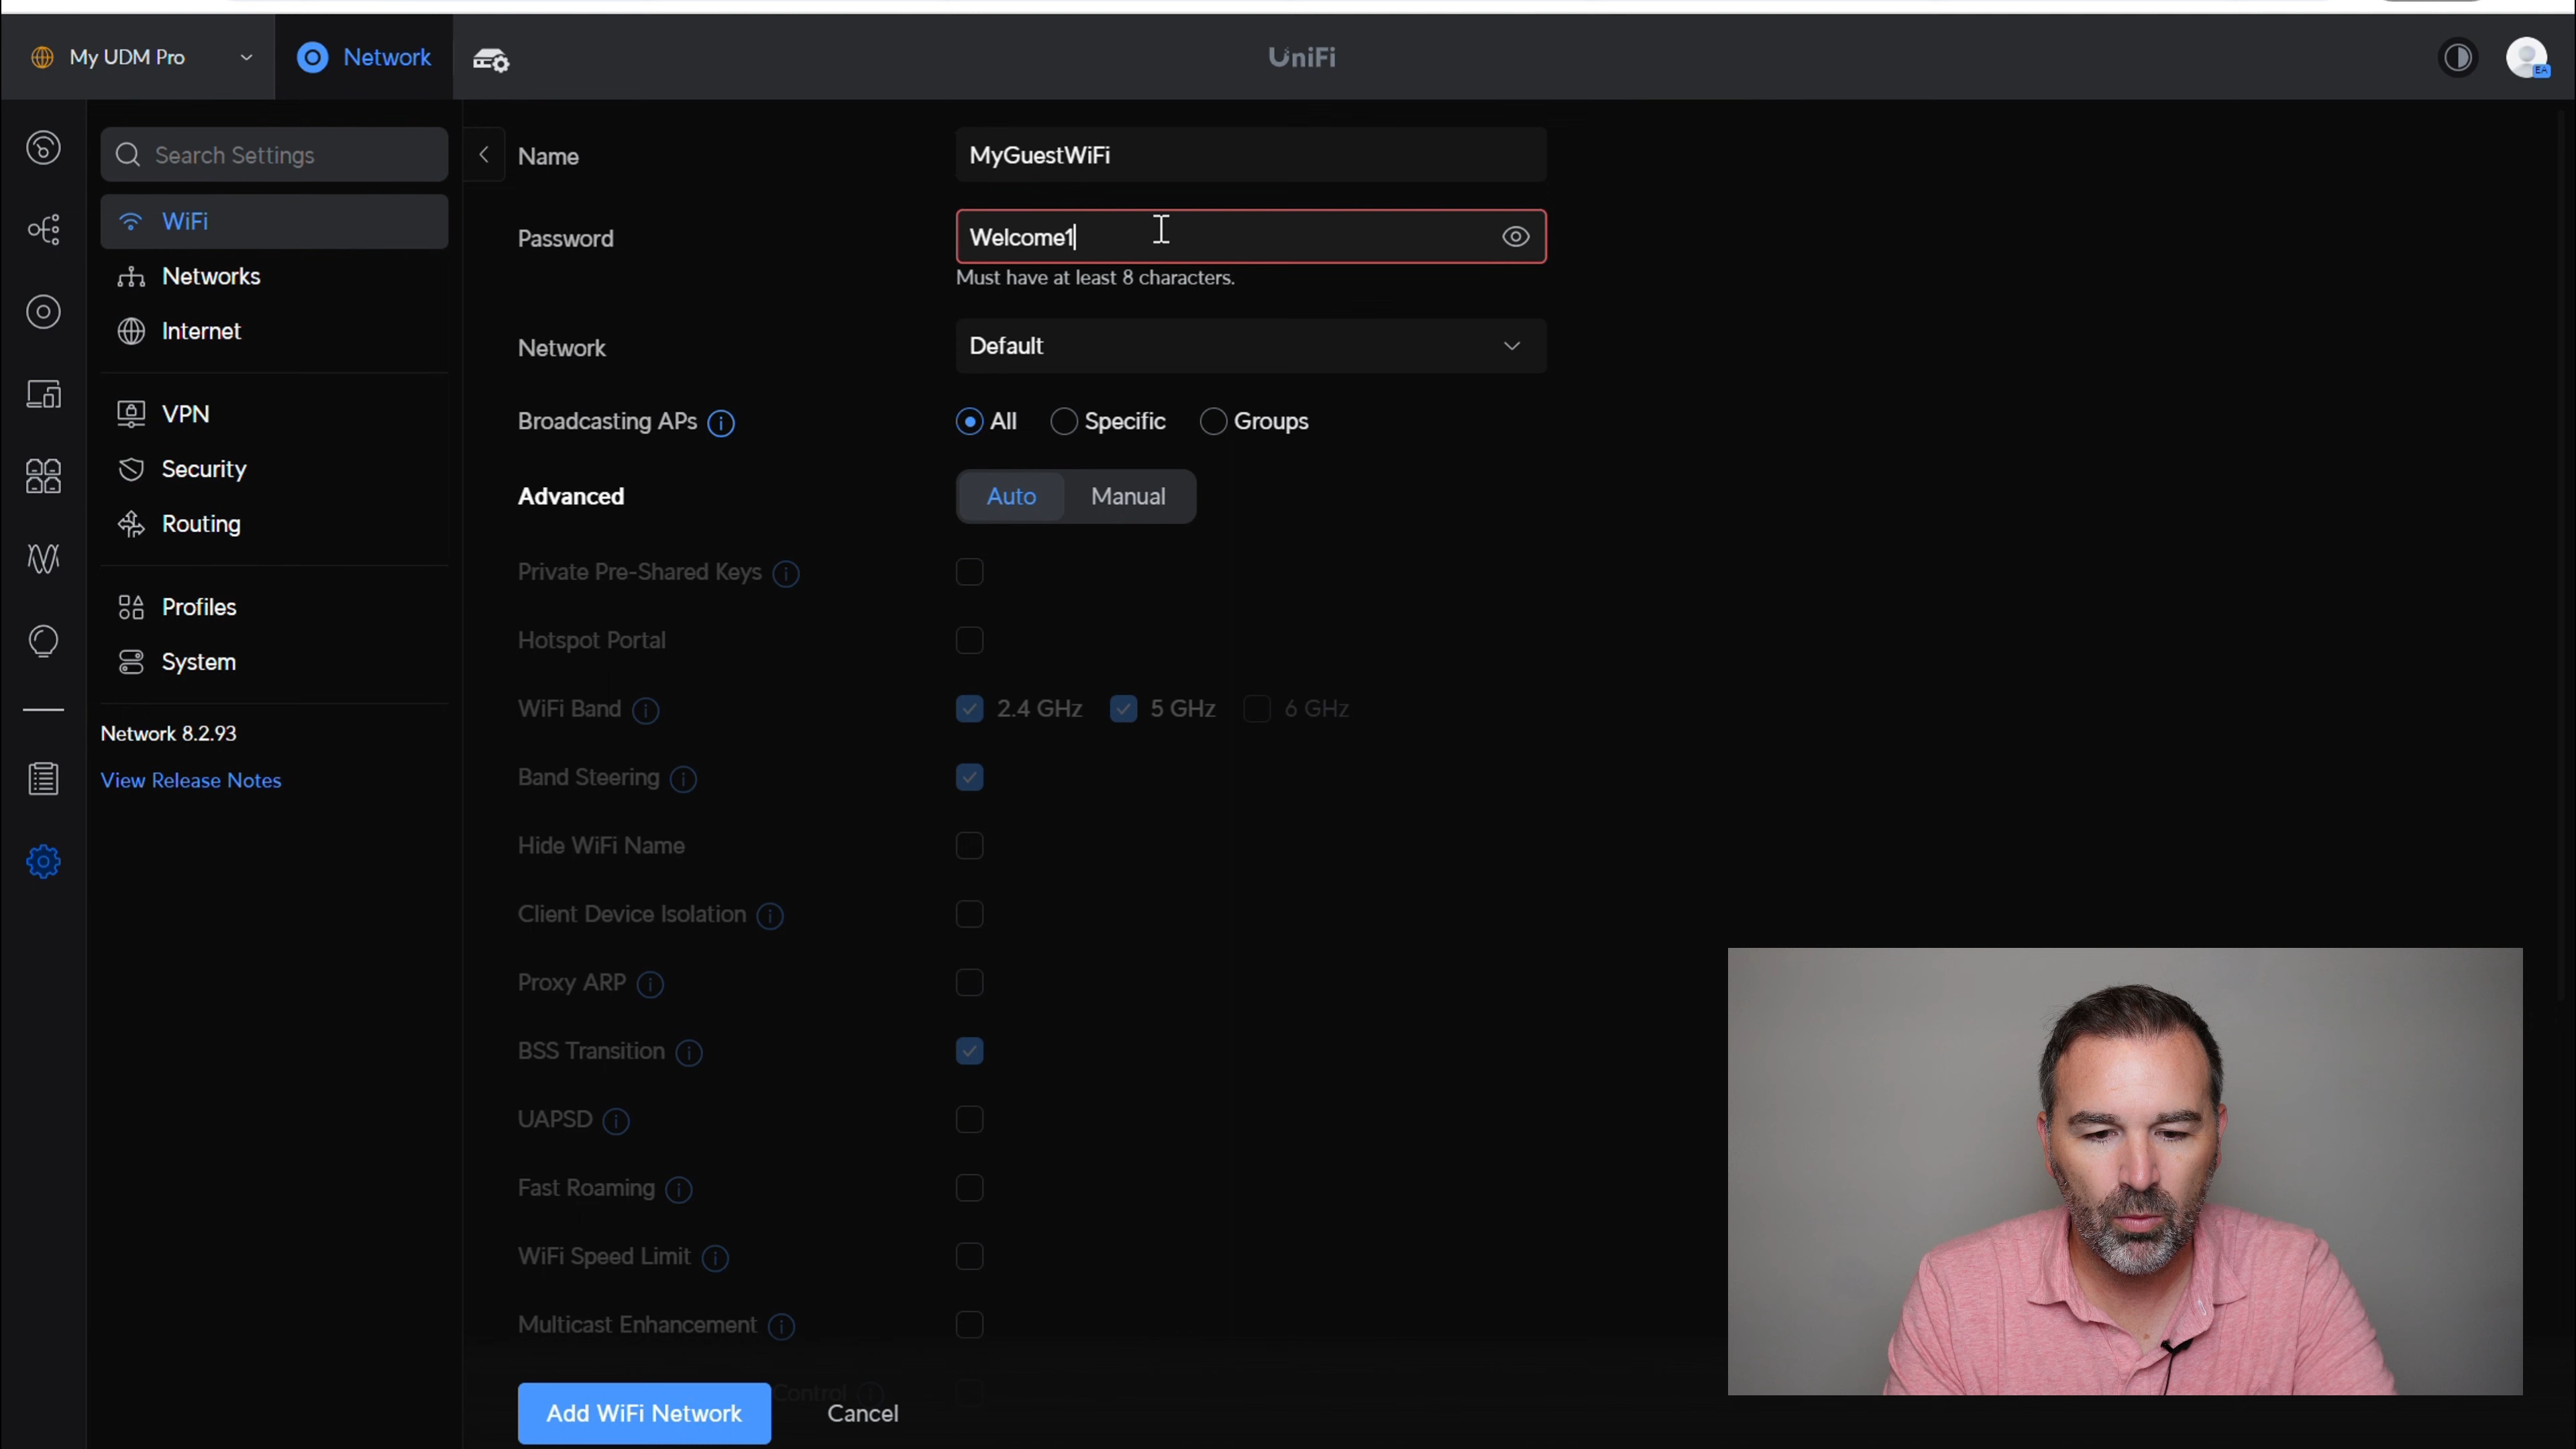 My UDM Pro
Network
UniFi
EA
Search Settings
WiFi
Networks
Internet
VPN
Security
Routing
Profiles
System
Network 8.2.93
View Release Notes
Name
MyGuestWiFi
Password
Welcome1
Must have at least 8 characters.
Network
Default
Broadcasting APs
All Specific Groups
Advanced
Auto Manual
Private Pre-Shared Keys
Hotspot Portal
WiFi Band
2.4 GHz 5 GHz 6 GHz
Band Steering
Hide WiFi Name
Client Device Isolation
Proxy ARP
BSS Transition
UAPSD
Fast Roaming
WiFi Speed Limit
Multicast Enhancement
Control
Add WiFi Network
Cancel